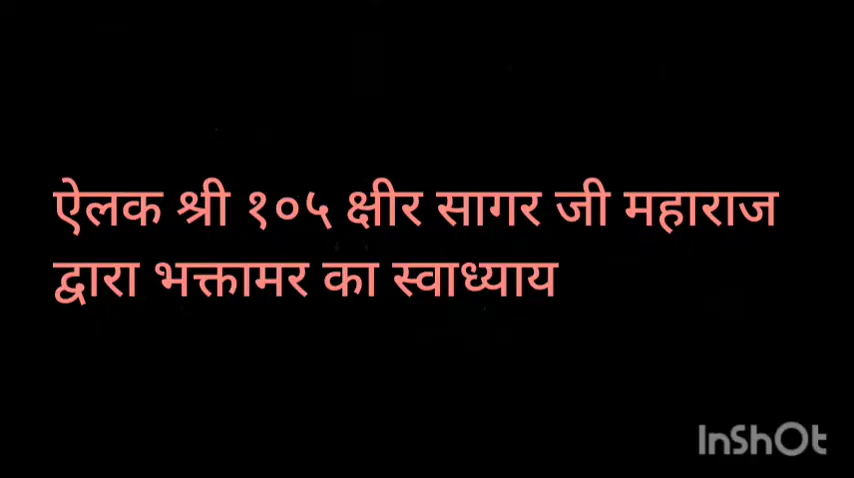 ऐलक श्री १०५ क्षीर सागर जी महाराज
द्वारा भक्तामर का स्वाध्याय
InShOt